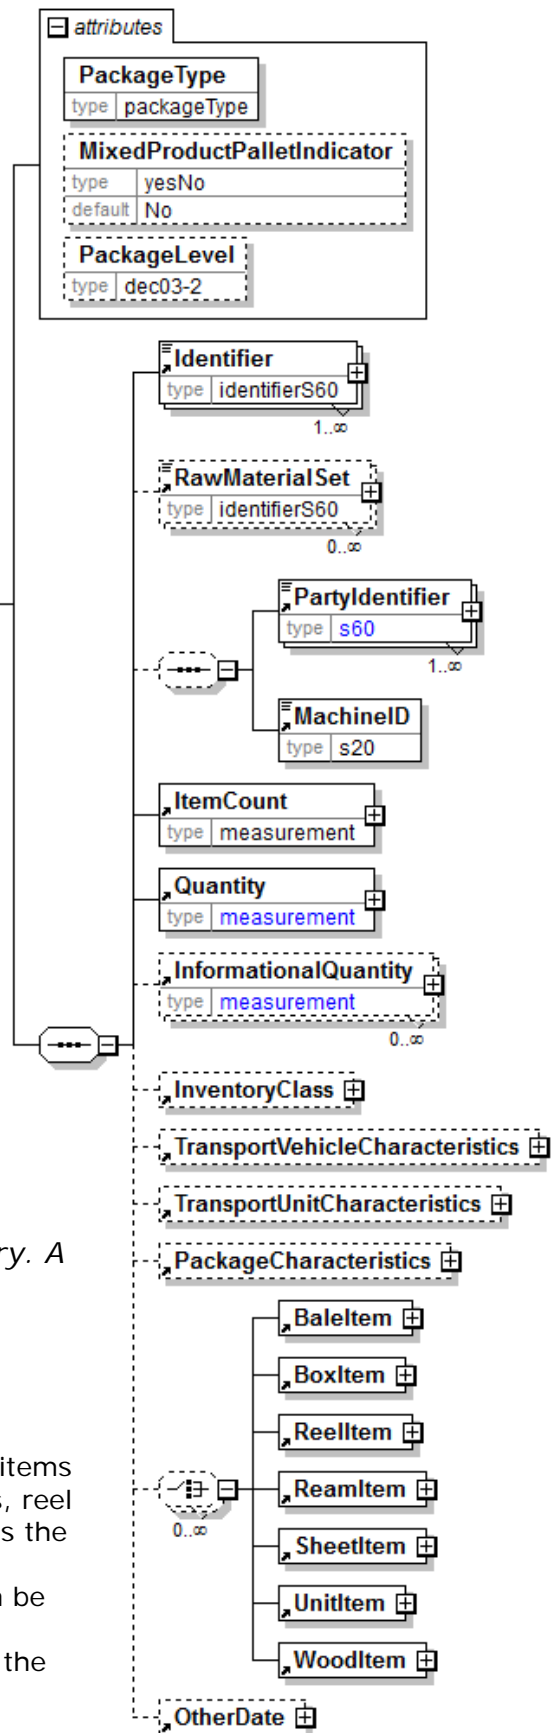 attributes
PackageType
type packageType
MixedProductPalletIndicator
type yesNo
default No
PackageLevel
type dec03-2
Identifier
type identifierS60
1..∞
RawMaterialSet
type identifierS60
0..∞
PartyIdentifier
type s60
1..∞
MachineID
type s20
ItemCount
type measurement
Quantity
type measurement
InformationalQuantity
type measurement
0..∞
InventoryClass
TransportVehicleCharacteristics
TransportUnitCharacteristics
ry. A
PackageCharacteristics
BaleItem
BoxItem
ReelItem
items
ReamItem
s, reel
0..∞
s the
SheetItem
n be
UnitItem
the
WoodItem
OtherDate